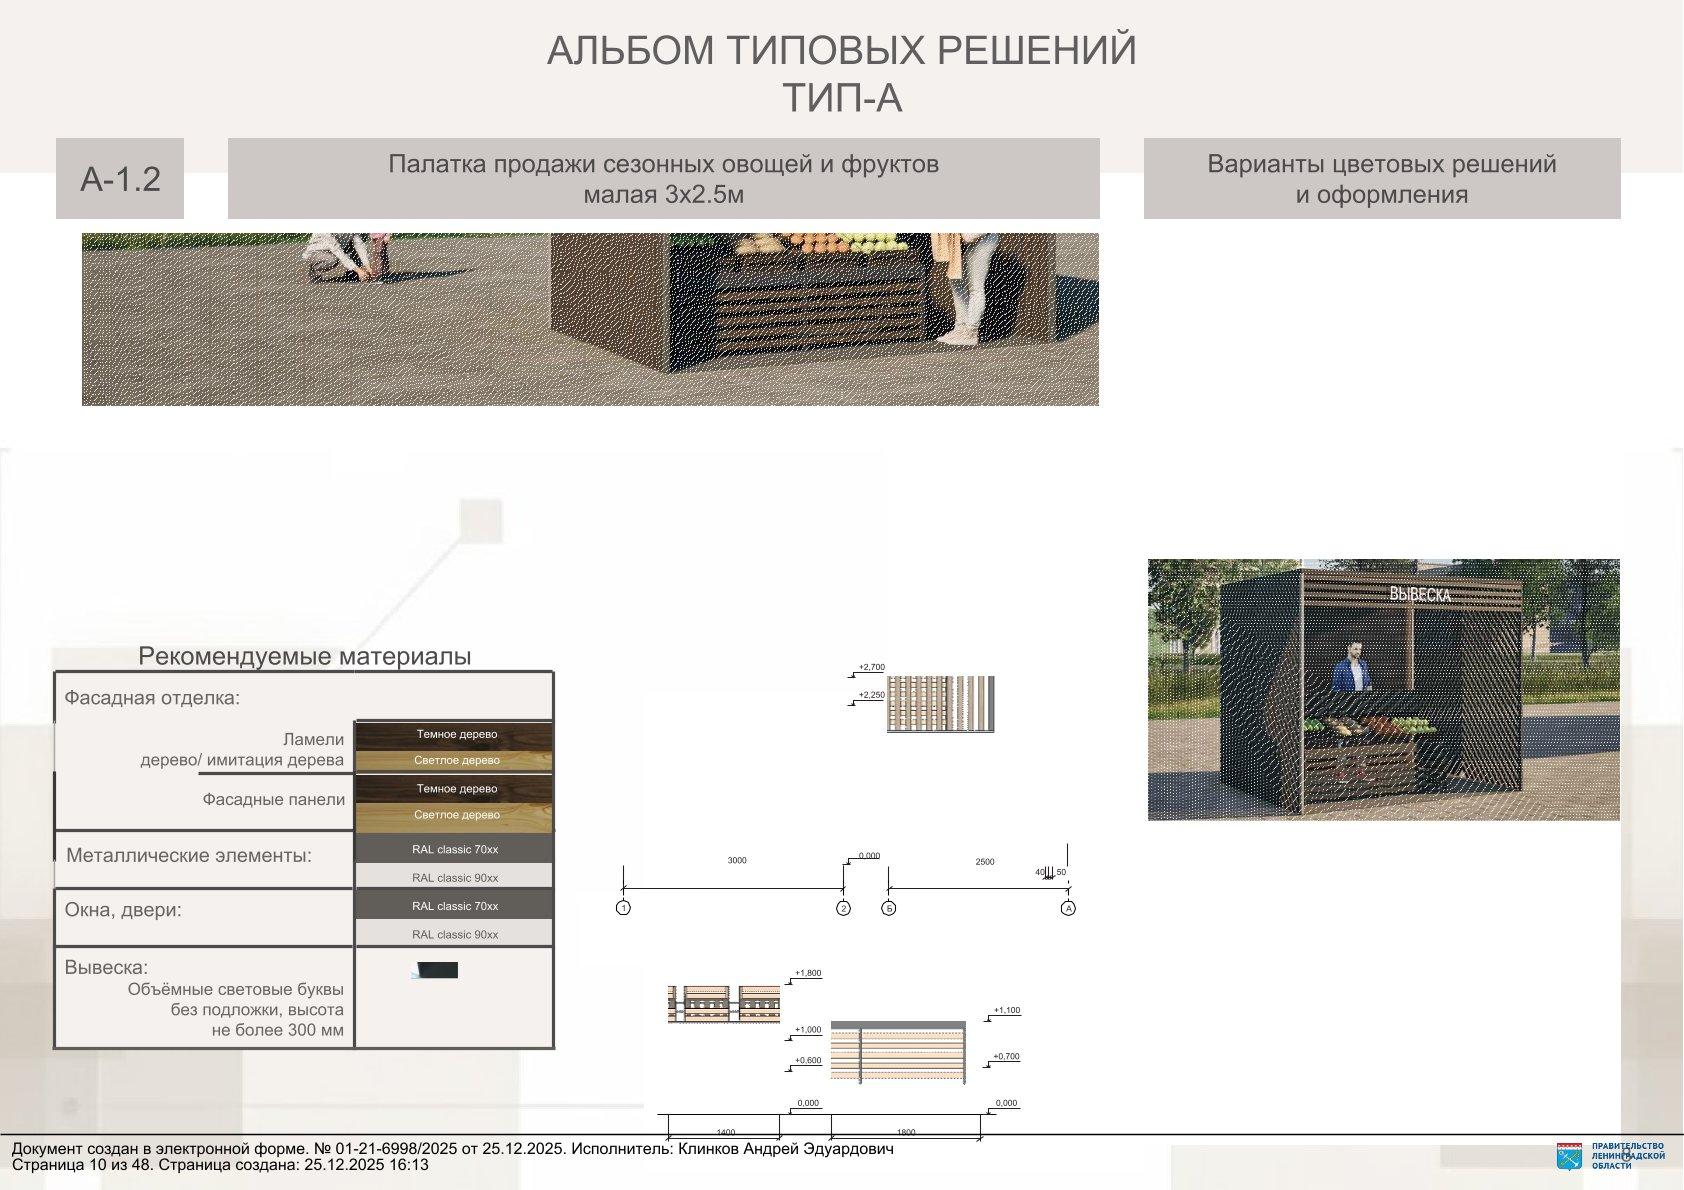 АЛЬБОМ ТИПОВЫХ РЕШЕНИЙ
ТИП-А
А-1.2
Палатка продажи сезонных овощей и фруктов
малая 3х2.5м
Варианты цветовых решений
и оформления
ВЫВЕСКА
Рекомендуемые материалы
Фасадная отделка:
Ламели
дерево/ имитация дерева
Темное дерево
Светлое дерево
Фасадные панели
Темное дерево
Светлое дерево
Металлические элементы:
RAL classic 70xx
RAL classic 90xx
Окна, двери:
RAL classic 70xx
RAL classic 90xx
Вывеска:
Объёмные световые буквы
без подложки, высота
не более 300 мм
+2,700
+2,250
3000
0,000
2500
40
50
1
2
Б
А
+1,800
+1,000
+0,600
0,000
1400
+1,100
+0,700
0,000
1800
Документ создан в электронной форме. № 01-21-6998/2025 от 25.12.2025. Исполнитель: Клинков Андрей Эдуардович
Страница 10 из 48. Страница создана: 25.12.2025 16:13
ПРАВИТЕЛЬСТВО
ЛЕНИНГРАДСКОЙ
ОБЛАСТИ